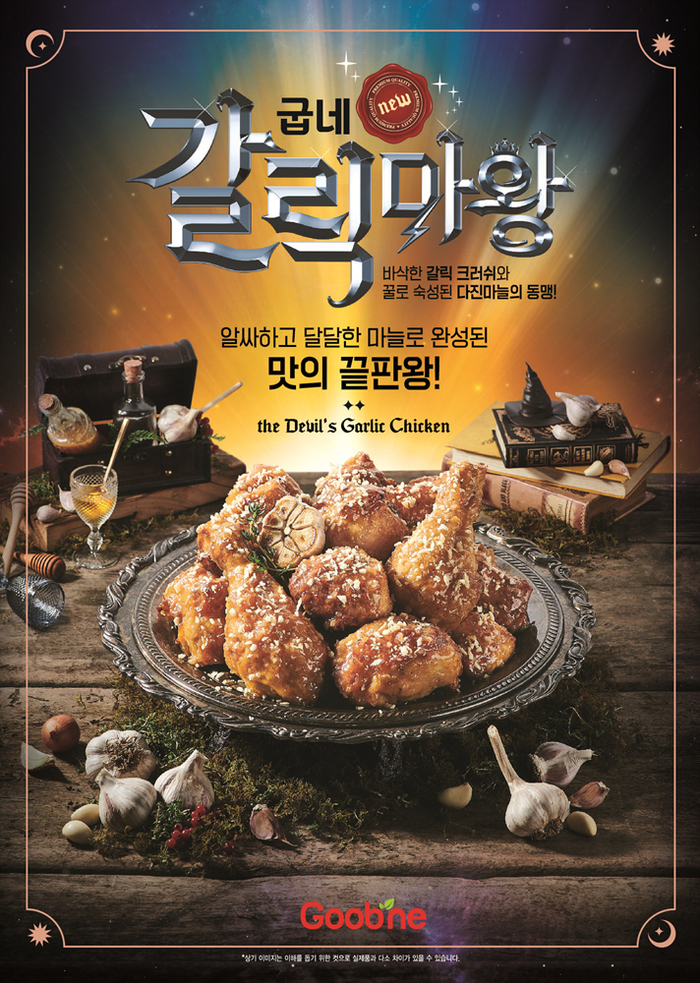 굽네
new
PREMIUM QUALITY
갈릭마왕
바삭한 갈릭 크러쉬와
꿀로 숙성된 다진마늘의 동맹!
알싸하고 달달한 마늘로 완성된
맛의 끝판왕!
the Devil's Garlic Chicken
Goobne
*상기 이미지는 이해를 돕기 위한 것으로 실제품과 다소 차이가 있을 수 있습니다.